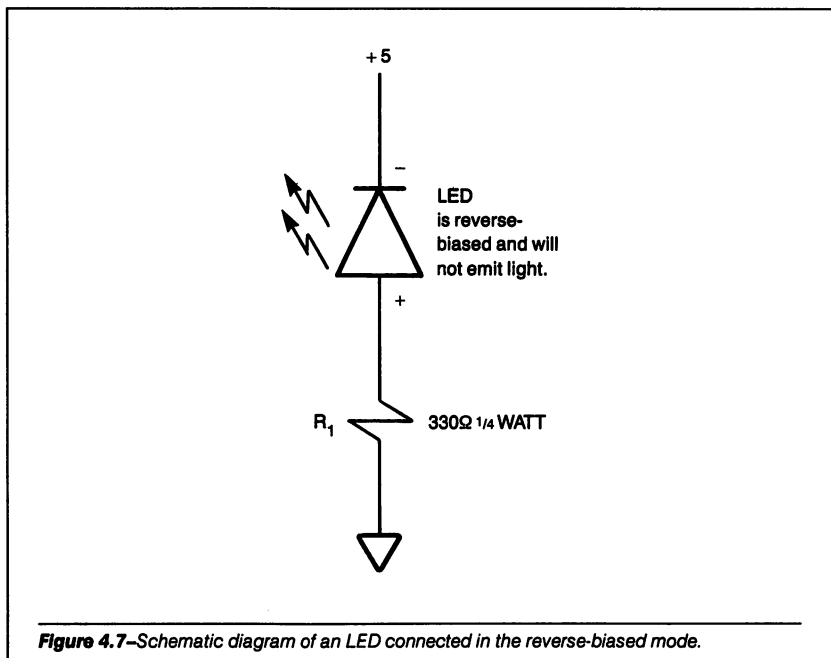 +5
−
LED
is reverse-
biased and will
not emit light.
+
R₁ 330Ω 1/4 WATT
Figure 4.7–Schematic diagram of an LED connected in the reverse-biased mode.